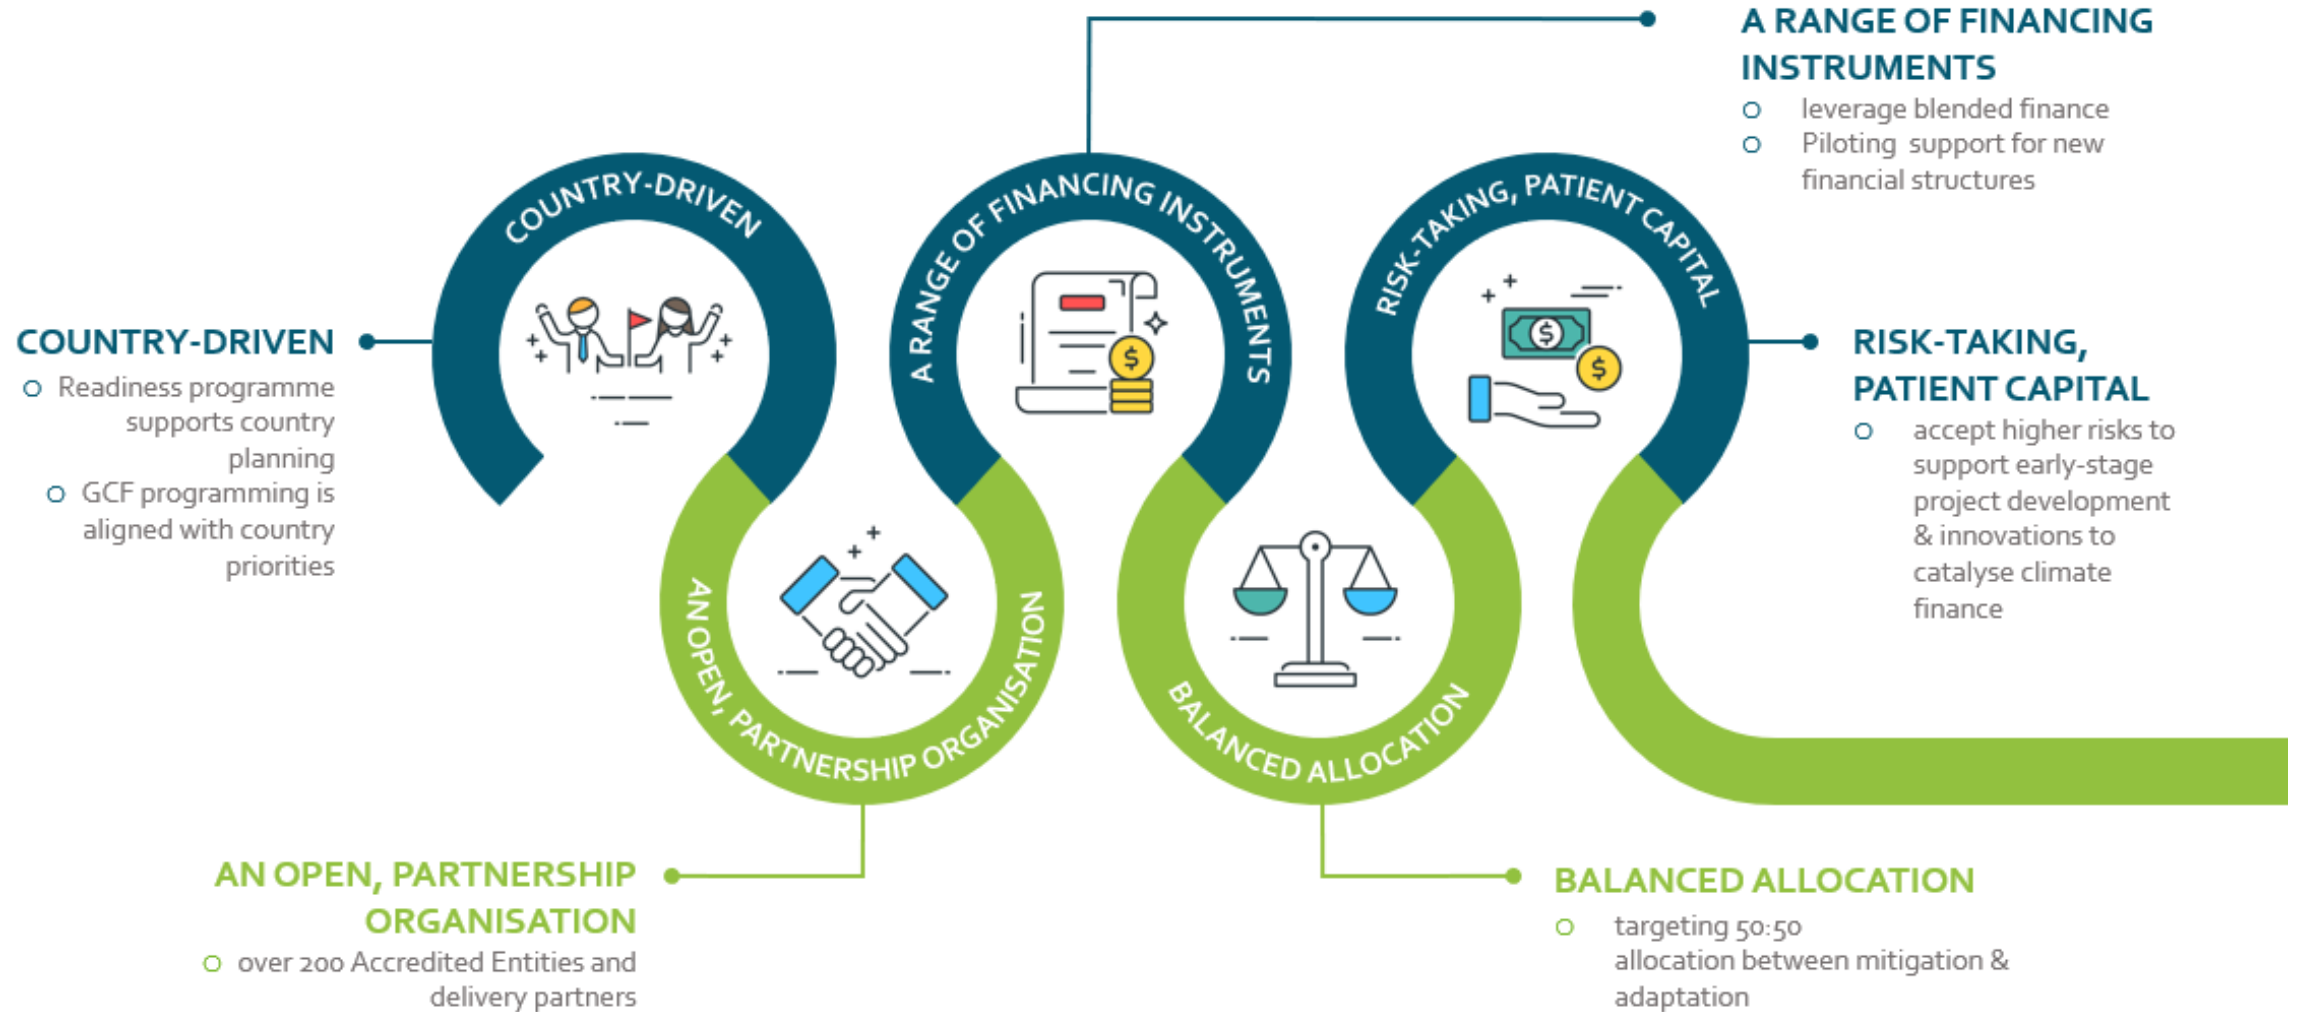 A RANGE OF FINANCING
INSTRUMENTS
leverage blended finance
Piloting support for new
financial structures
COUNTRY-DRIVEN
A RANGE OF FINANCING INSTRUMENTS
RISK-TAKING, PATIENT CAPITAL
COUNTRY-DRIVEN
Readiness programme
supports country
planning
GCF programming is
aligned with country
priorities
RISK-TAKING,
PATIENT CAPITAL
accept higher risks to
support early-stage
project development
& innovations to
catalyse climate
finance
$
$
$
AN OPEN, PARTNERSHIP ORGANISATION
BALANCED ALLOCATION
AN OPEN, PARTNERSHIP
ORGANISATION
over 200 Accredited Entities and
delivery partners
BALANCED ALLOCATION
targeting 50:50
allocation between mitigation &
adaptation